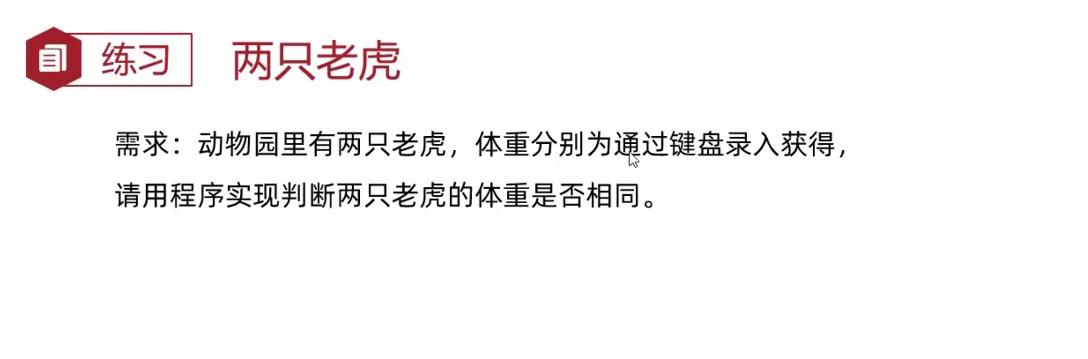 练习 两只老虎
需求：动物园里有两只老虎，体重分别为通过键盘录入获得，
请用程序实现判断两只老虎的体重是否相同。